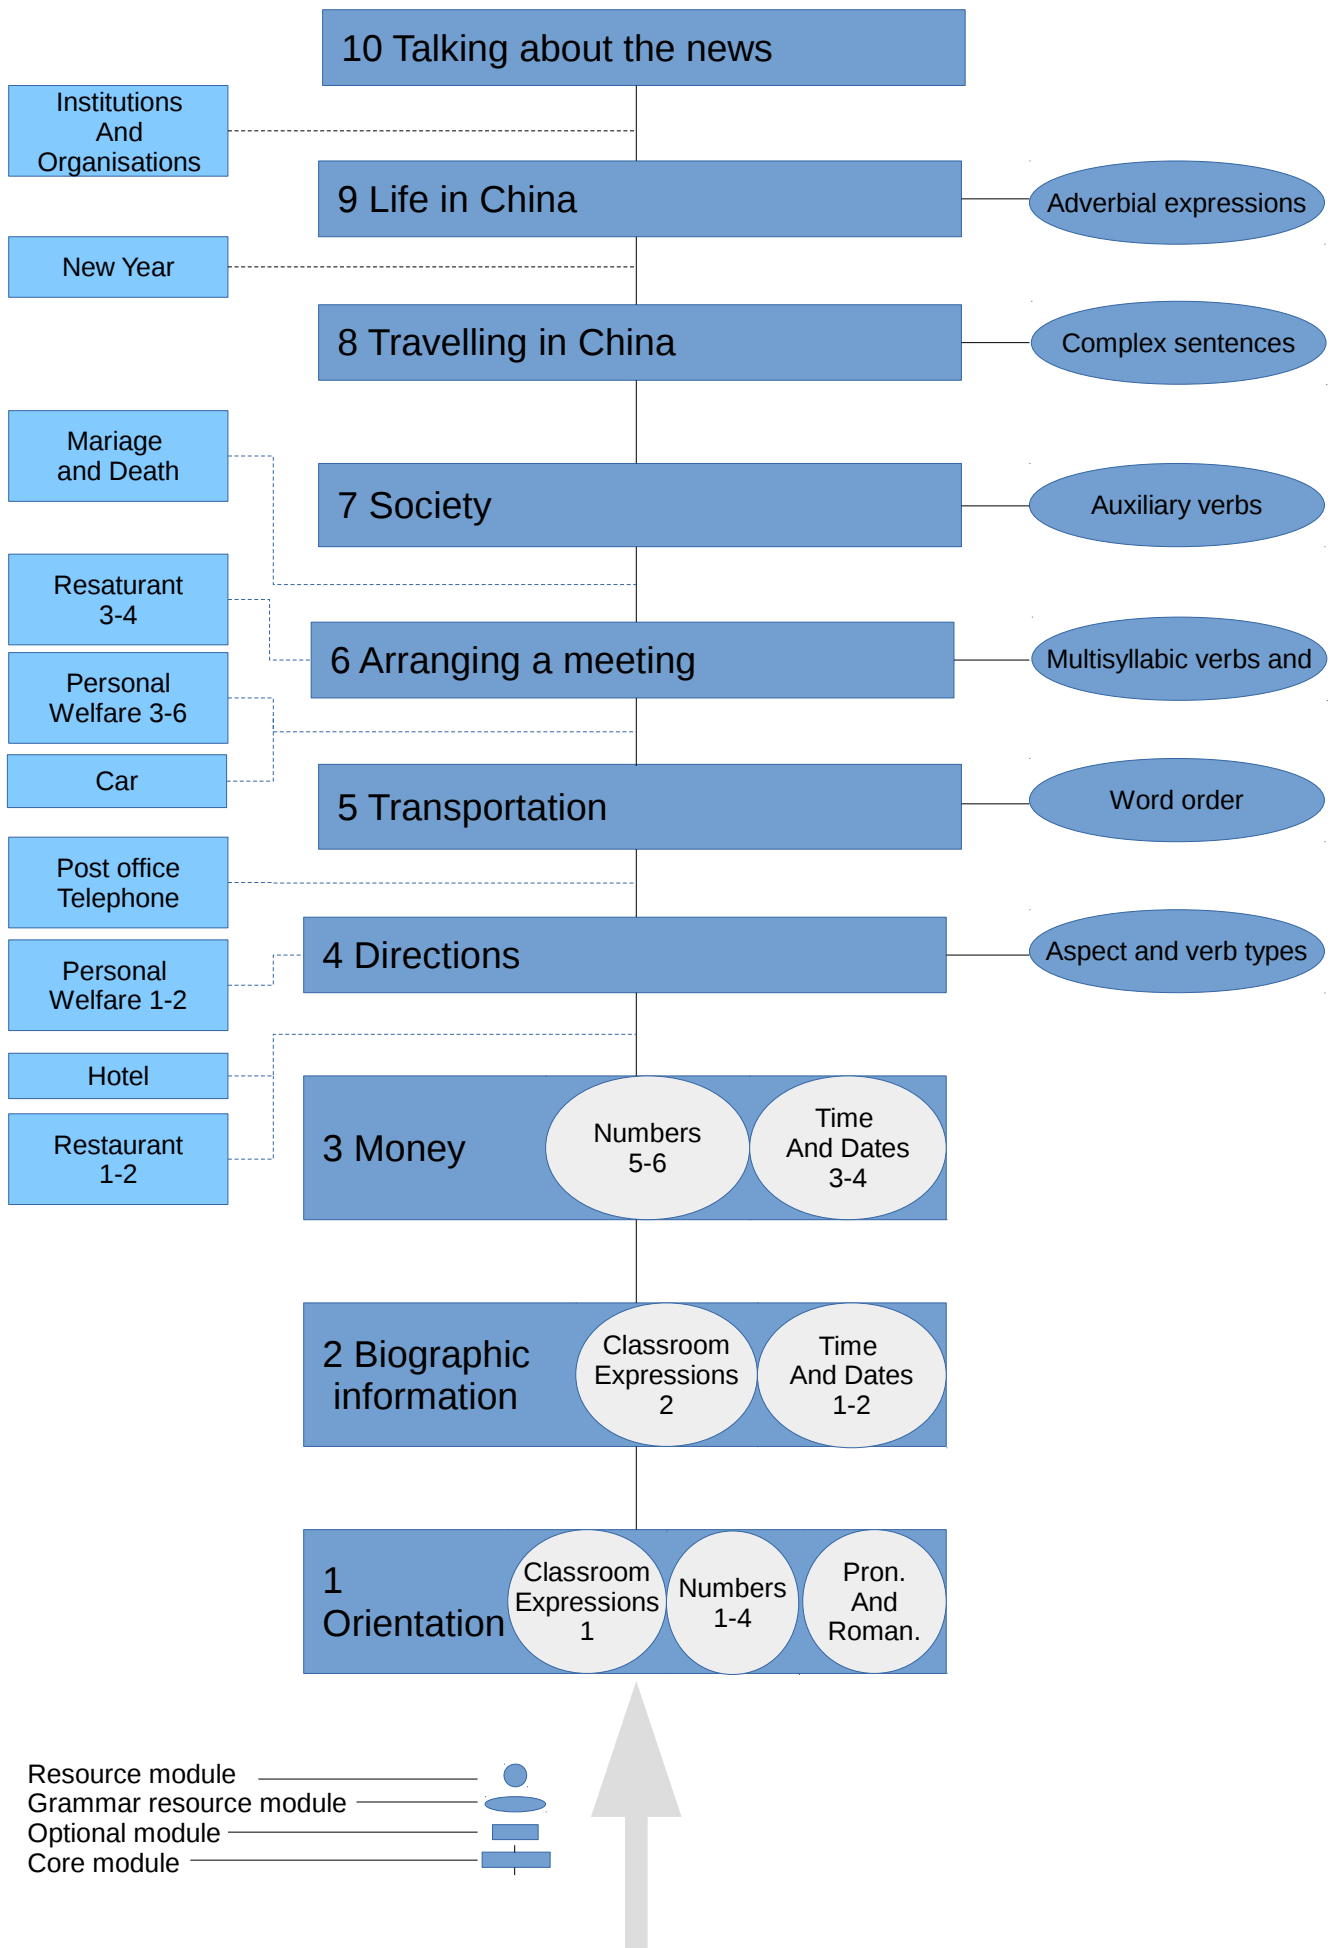 10 Talking about the news
Institutions
And
Organisations
9 Life in China
Adverbial expressions
New Year
8 Travelling in China
Complex sentences
Mariage
and Death
7 Society
Auxiliary verbs
Resaturant
3-4
6 Arranging a meeting
Multisyllabic verbs and
Personal
Welfare 3-6
Car
5 Transportation
Word order
Post office
Telephone
4 Directions
Aspect and verb types
Personal
Welfare 1-2
Hotel
Restaurant
1-2
3 Money
Numbers
5-6
Time
And Dates
3-4
2 Biographic
information
Classroom
Expressions
2
Time
And Dates
1-2
1
Orientation
Classroom
Expressions
1
Numbers
1-4
Pron.
And
Roman.
Resource module
Grammar resource module
Optional module
Core module